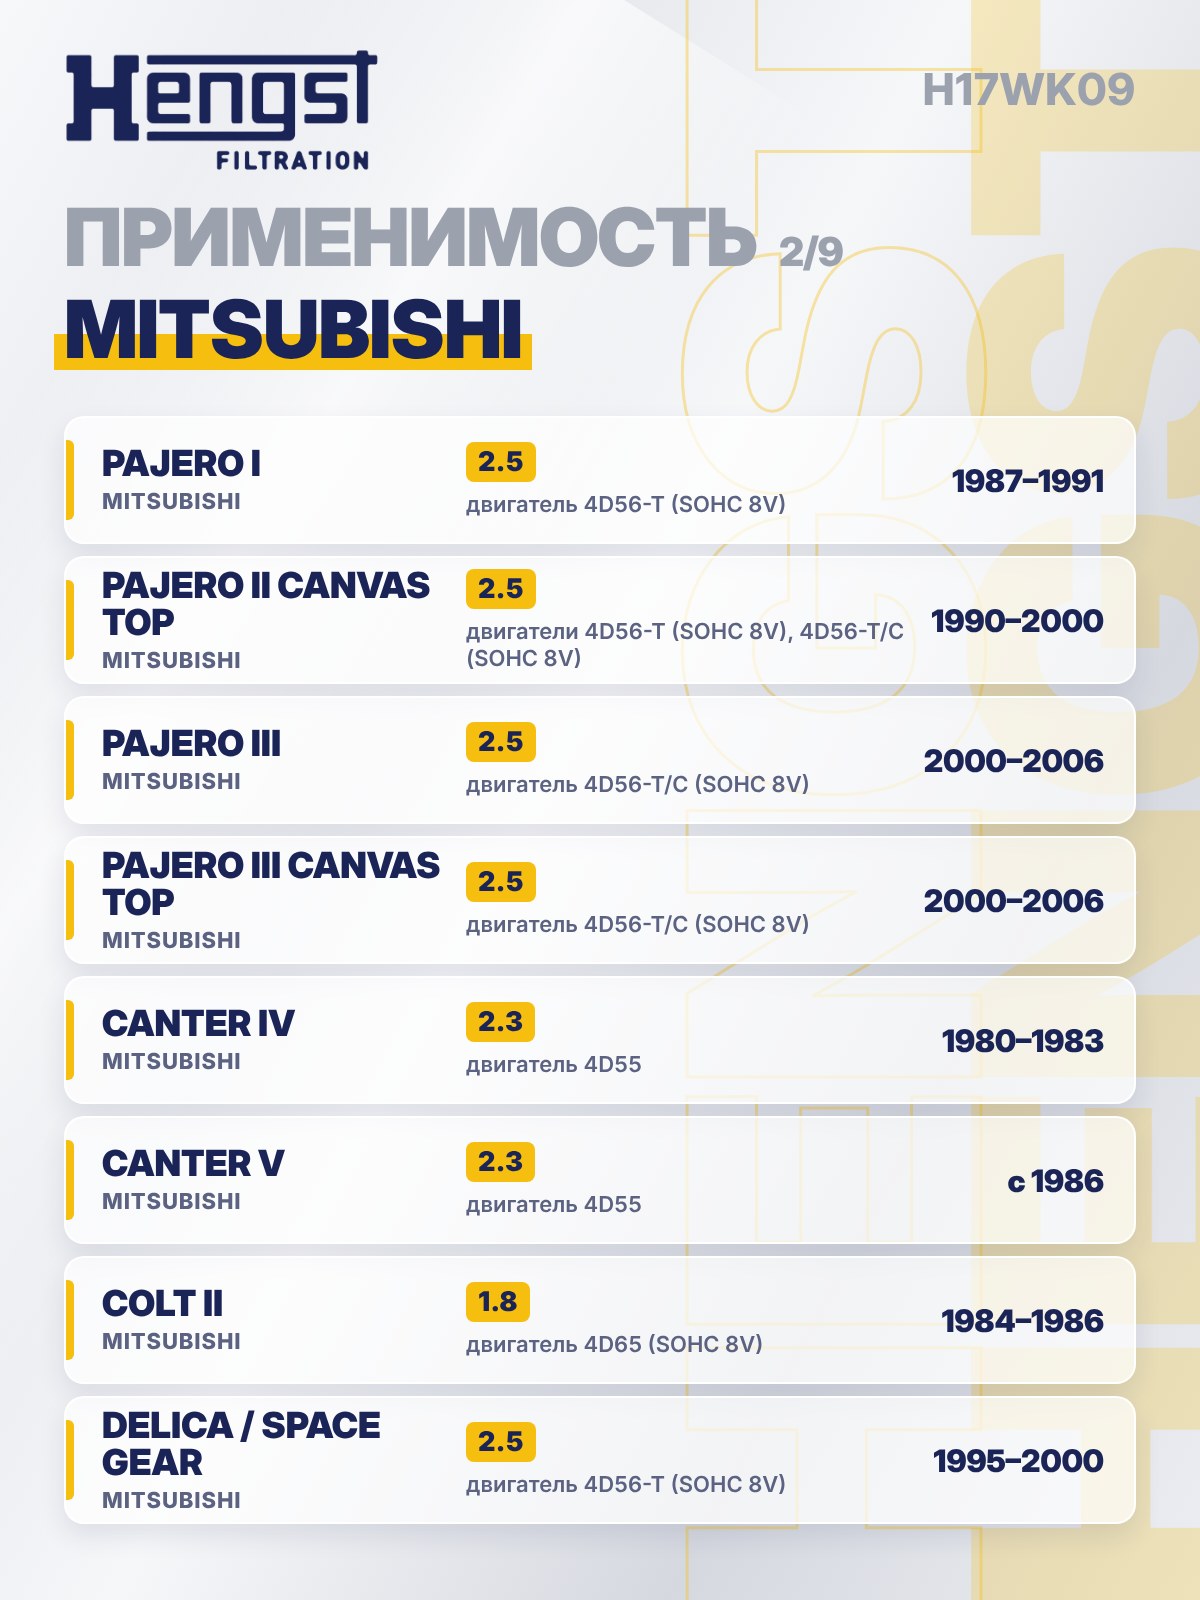 Hengst
FILTRATION
H17WK09
ПРИМЕНИМОСТЬ 2/9
MITSUBISHI
PAJERO I
MITSUBISHI
2.5
двигатель 4D56-T (SOHC 8V)
1987–1991
PAJERO II CANVAS
TOP
MITSUBISHI
2.5
двигатели 4D56-T (SOHC 8V), 4D56-T/C
(SOHC 8V)
1990–2000
PAJERO III
MITSUBISHI
2.5
двигатель 4D56-T/C (SOHC 8V)
2000–2006
PAJERO III CANVAS
TOP
MITSUBISHI
2.5
двигатель 4D56-T/C (SOHC 8V)
2000–2006
CANTER IV
MITSUBISHI
2.3
двигатель 4D55
1980–1983
CANTER V
MITSUBISHI
2.3
двигатель 4D55
с 1986
COLT II
MITSUBISHI
1.8
двигатель 4D65 (SOHC 8V)
1984–1986
DELICA / SPACE
GEAR
MITSUBISHI
2.5
двигатель 4D56-T (SOHC 8V)
1995–2000
HENGST
HENGST